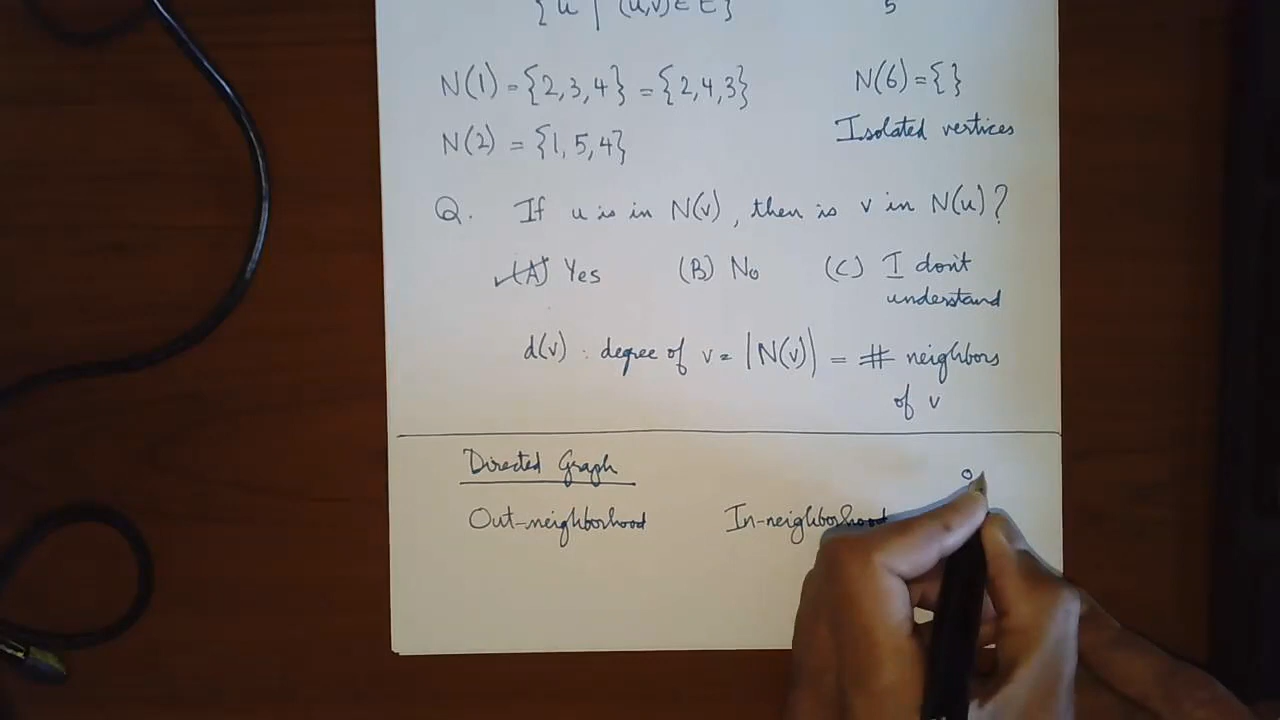 {u | (u,v) ∈ E}
5
N(1) = {2,3,4} = {2,4,3}
N(6) = { }
Isolated vertices
N(2) = {1,5,4}
Q. If u is in N(v), then is v in N(u)?
✓(A) Yes (B) No (C) I don't
understand
d(v) : degree of v = |N(v)| = # neighbors
of v
Directed Graph
Out-neighborhood In-neighborhood